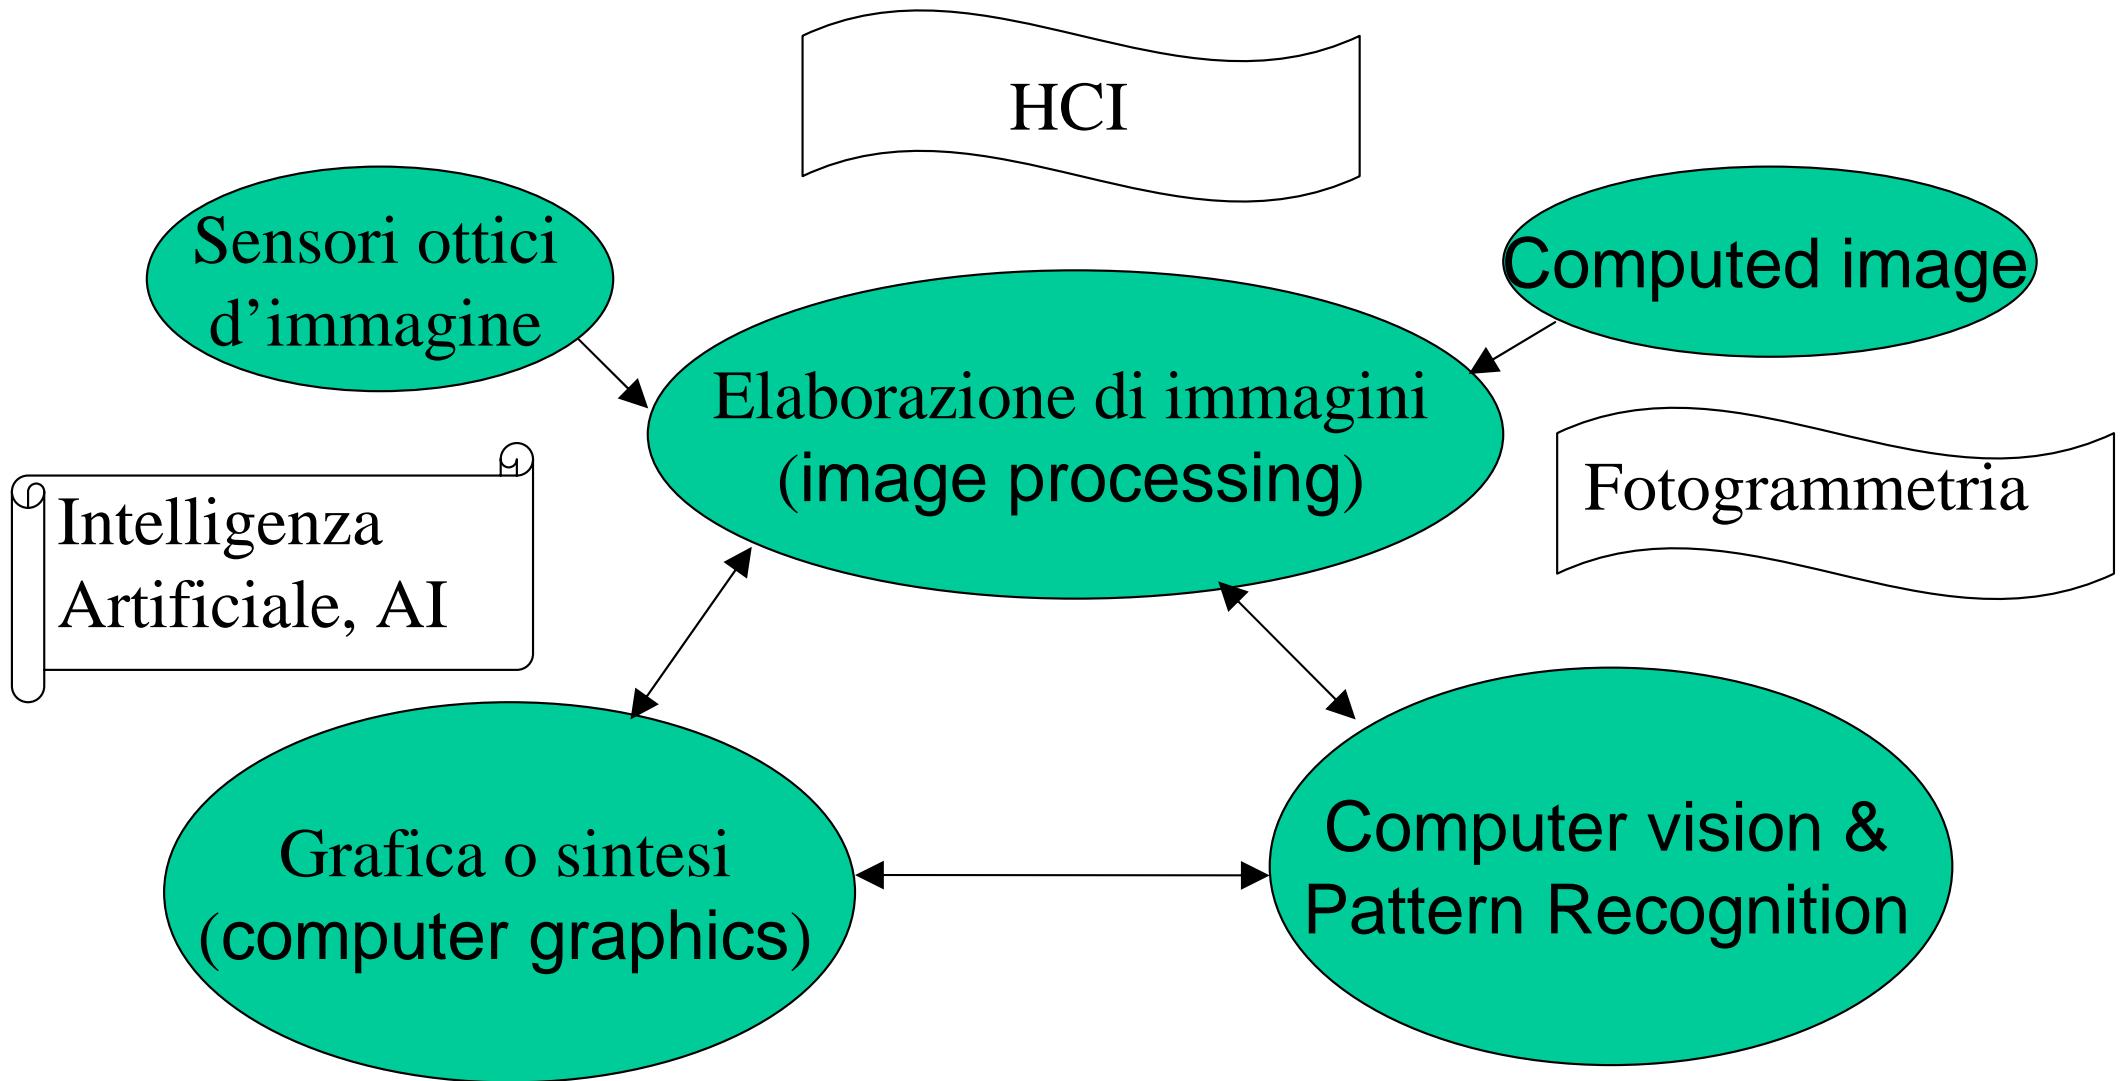 HCI
Sensori ottici
d’immagine
Computed image
Elaborazione di immagini
(image processing)
Fotogrammetria
Intelligenza
Artificiale, AI
Grafica o sintesi
(computer graphics)
Computer vision &
Pattern Recognition